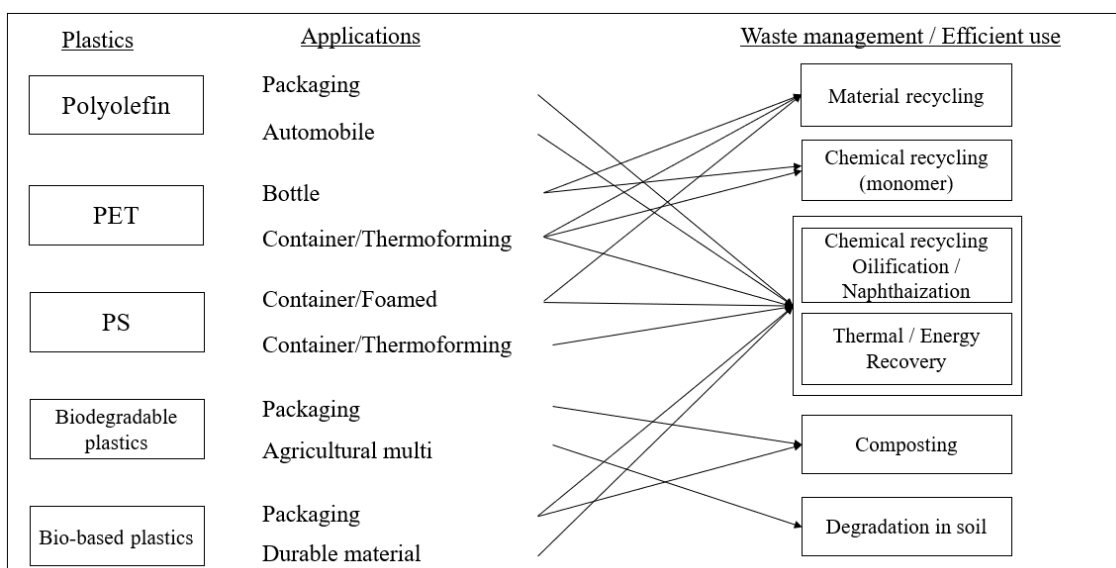 Plastics
Applications
Waste management / Efficient use
Polyolefin
Packaging
Automobile
PET
Bottle
Container/Thermoforming
PS
Container/Foamed
Container/Thermoforming
Biodegradable
plastics
Packaging
Agricultural multi
Bio-based plastics
Packaging
Durable material
Material recycling
Chemical recycling
(monomer)
Chemical recycling
Oilification /
Naphthaization
Thermal / Energy
Recovery
Composting
Degradation in soil